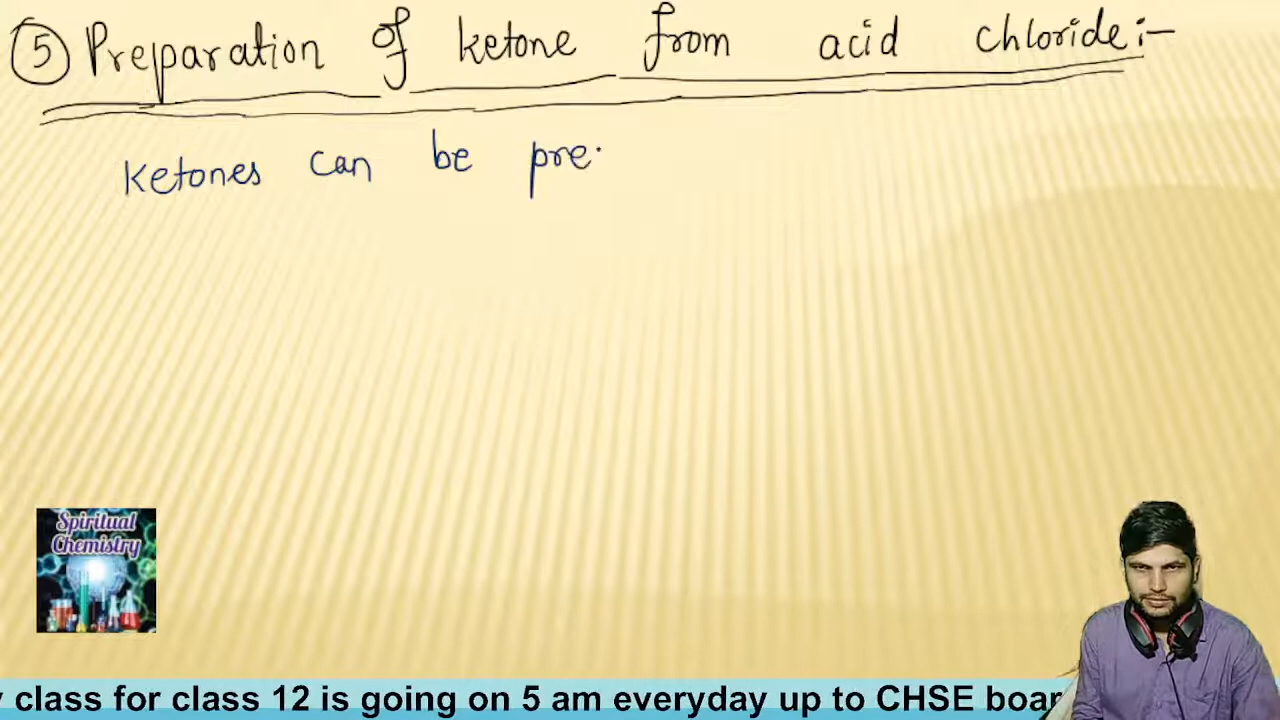 5 Preparation of ketone from acid chloride:-
Ketones can be pre.
Spiritual
Chemistry
class for class 12 is going on 5 am everyday up to CHSE boar